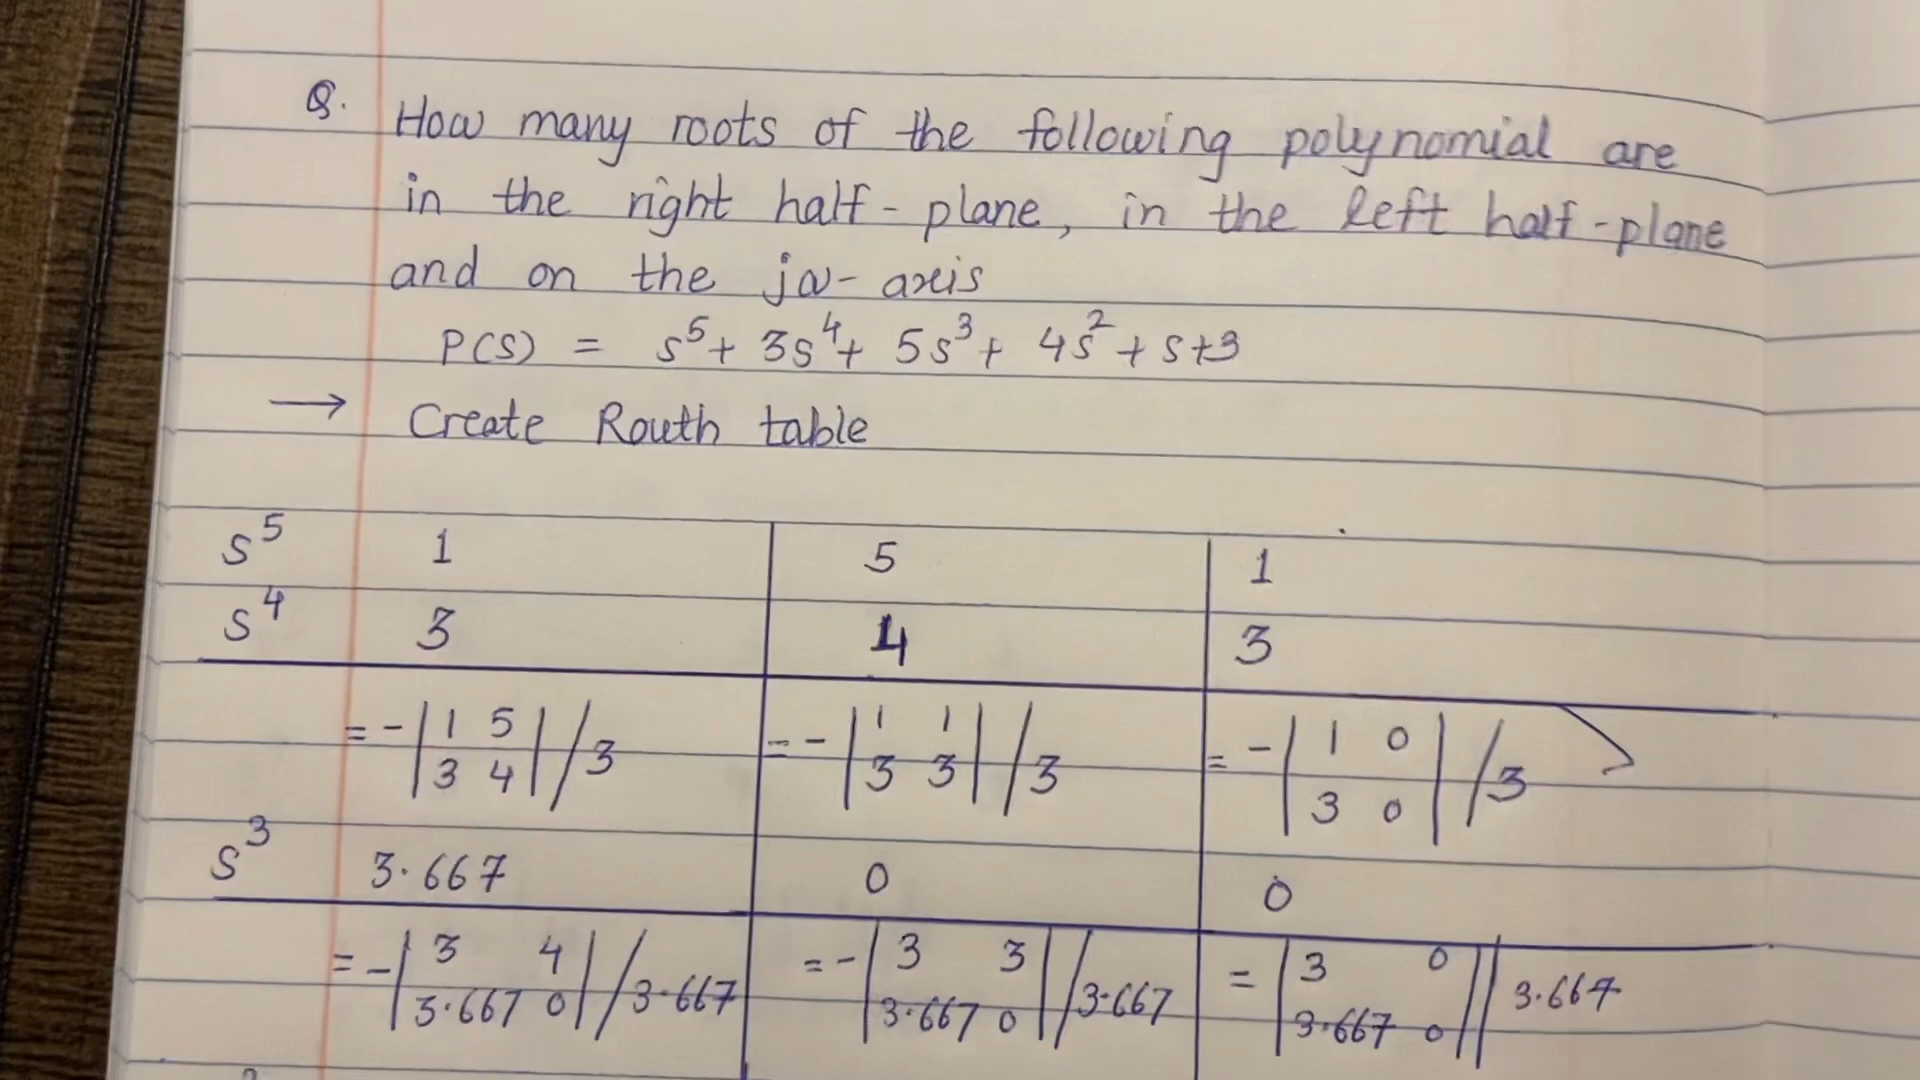 Q. How many roots of the following polynomial are
in the right half-plane, in the left half-plane
and on the jω-axis
P(S) = s⁵+ 3s⁴+ 5s³+ 4s²+ s+3
→ Create Routh table
s⁵ 1 5 1
s⁴ 3 4 3
= -|1 5| /3 = -|1 1| /3 = -|1 0| /3
|3 4| |3 3| |3 0|
s³ 3.667 0 0
= -|3 4| /3.667 = -|3 3| /3.667 = |3 0| | 3.667
|3.667 0| |3.667 0| |3.667 0|